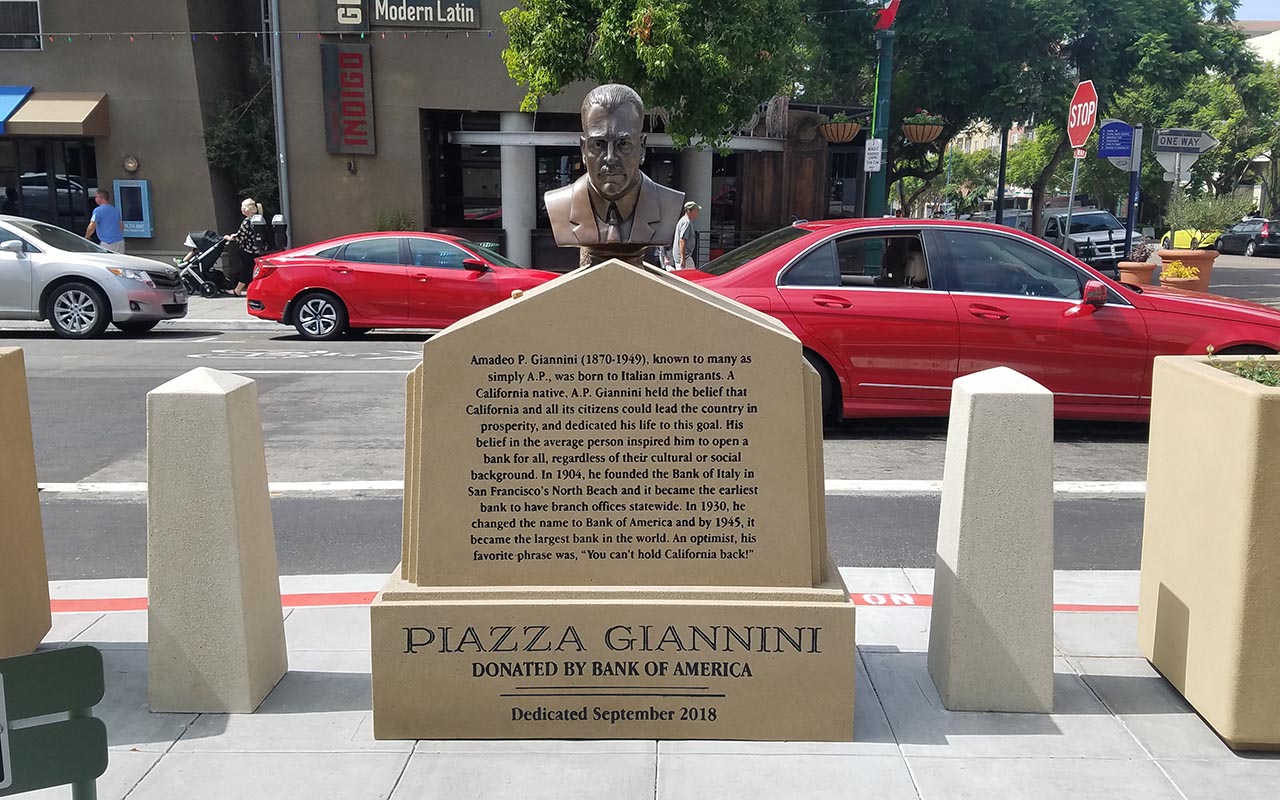 Modern Latin
INDIGO
STOP
ONE WAY
Amadeo P. Giannini (1870-1949), known to many as
simply A.P., was born to Italian immigrants. A
California native, A.P. Giannini held the belief that
California and all its citizens could lead the country in
prosperity, and dedicated his life to this goal. His
belief in the average person inspired him to open a
bank for all, regardless of their cultural or social
background. In 1904, he founded the Bank of Italy in
San Francisco's North Beach and it became the earliest
bank to have branch offices statewide. In 1930, he
changed the name to Bank of America and by 1945, it
became the largest bank in the world. An optimist, his
favorite phrase was, "You can't hold California back!"
ON
PIAZZA GIANNINI
DONATED BY BANK OF AMERICA
Dedicated September 2018